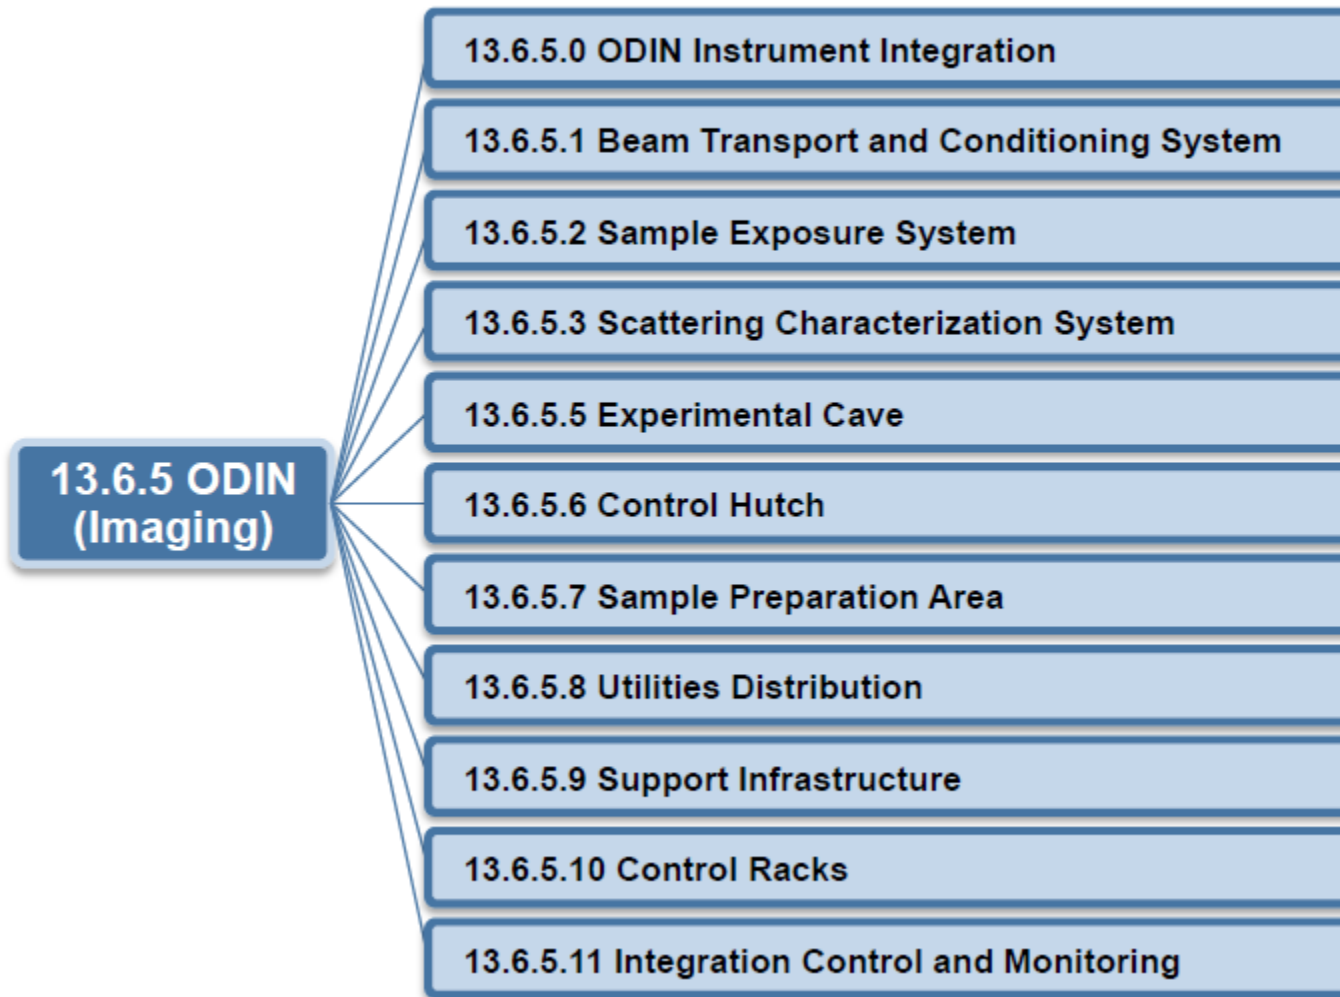 13.6.5.0 ODIN Instrument Integration
13.6.5.1 Beam Transport and Conditioning System
13.6.5.2 Sample Exposure System
13.6.5.3 Scattering Characterization System
13.6.5.5 Experimental Cave
13.6.5 ODIN
(Imaging)
13.6.5.6 Control Hutch
13.6.5.7 Sample Preparation Area
13.6.5.8 Utilities Distribution
13.6.5.9 Support Infrastructure
13.6.5.10 Control Racks
13.6.5.11 Integration Control and Monitoring